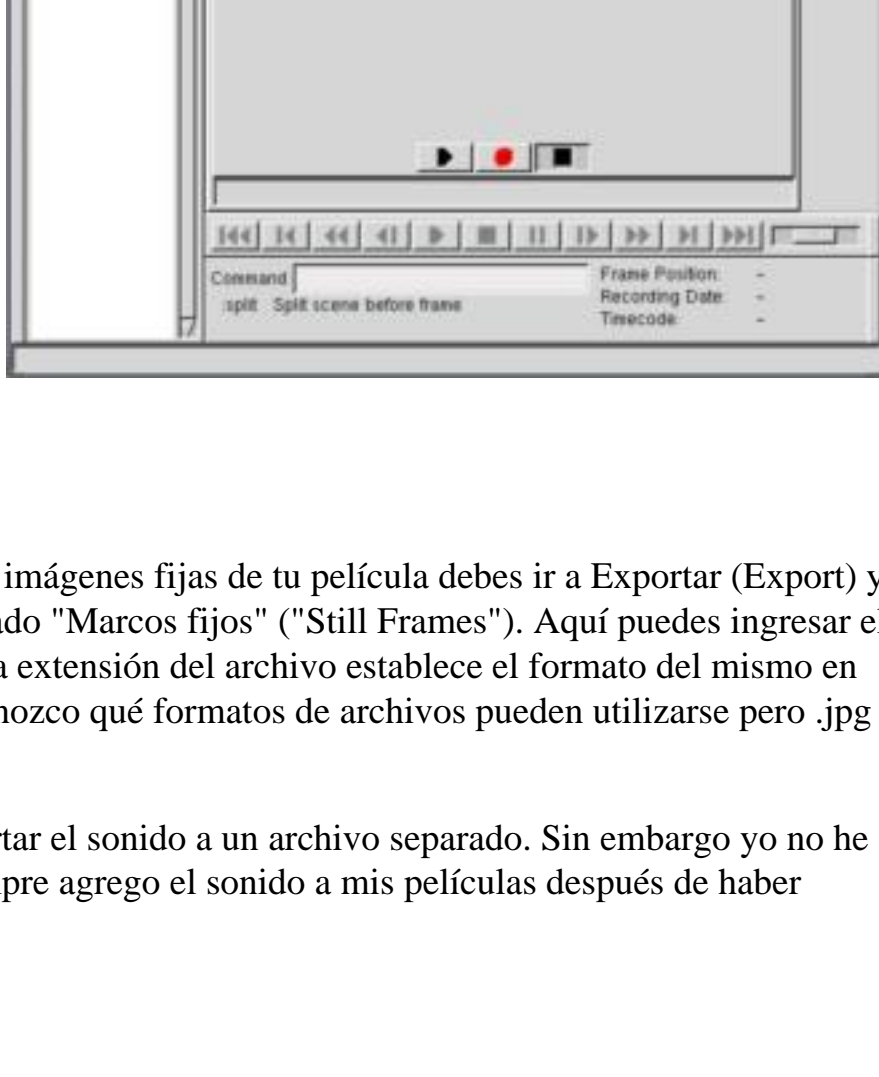 Command
Frame Position: -
:split Split scene before frame
Recording Date: -
Timecode: -
imágenes fijas de tu película debes ir a Exportar (Export) y
ado "Marcos fijos" ("Still Frames"). Aquí puedes ingresar el
a extensión del archivo establece el formato del mismo en
nozco qué formatos de archivos pueden utilizarse pero .jpg
rtar el sonido a un archivo separado. Sin embargo yo no he
pre agrego el sonido a mis películas después de haber